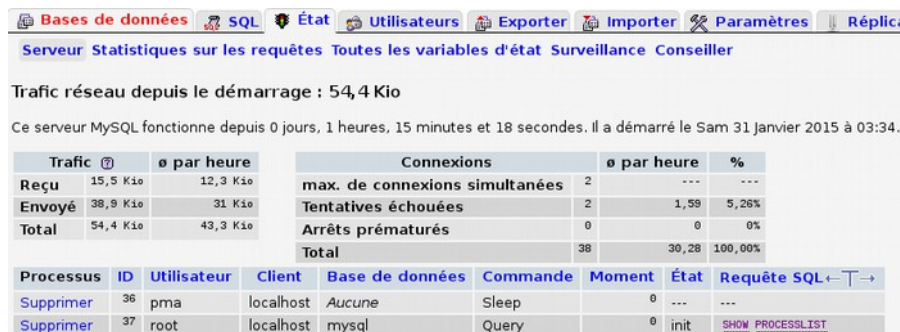 Bases de données SQL État Utilisateurs Exporter Importer Paramètres
Serveur Statistiques sur les requêtes Toutes les variables d'état Surveillance Conseiller
Trafic réseau depuis le démarrage : 54,4 Kio
Ce serveur MySQL fonctionne depuis 0 jours, 1 heures, 15 minutes et 18 secondes. Il a démarré le Sam 31 Janvier 2015 à 03:34.
Trafic ø par heure
Reçu 15,5 Kio 12,3 Kio
Envoyé 38,9 Kio 31 Kio
Total 54,4 Kio 43,3 Kio
Connexions ø par heure %
max. de connexions simultanées 2 --- ---
Tentatives échouées 2 1,59 5,26%
Arrêts prématurés 0 0 0%
Total 38 30,28 100,00%
Processus ID Utilisateur Client Base de données Commande Moment État Requête SQL
Supprimer 36 pma localhost Aucune Sleep 0 --- ---
Supprimer 37 root localhost mysql Query 0 init SHOW PROCESSLIST